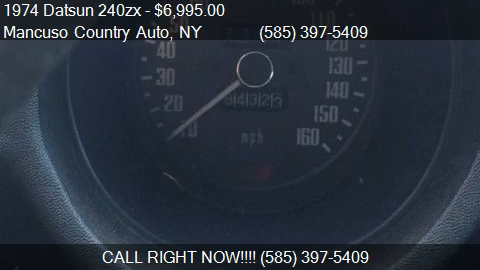 1974 Datsun 240zx - $6,995.00
Mancuso Country Auto, NY (585) 397-5409
40
30
20
10
120
130
140
150
160
mph
CALL RIGHT NOW!!!! (585) 397-5409